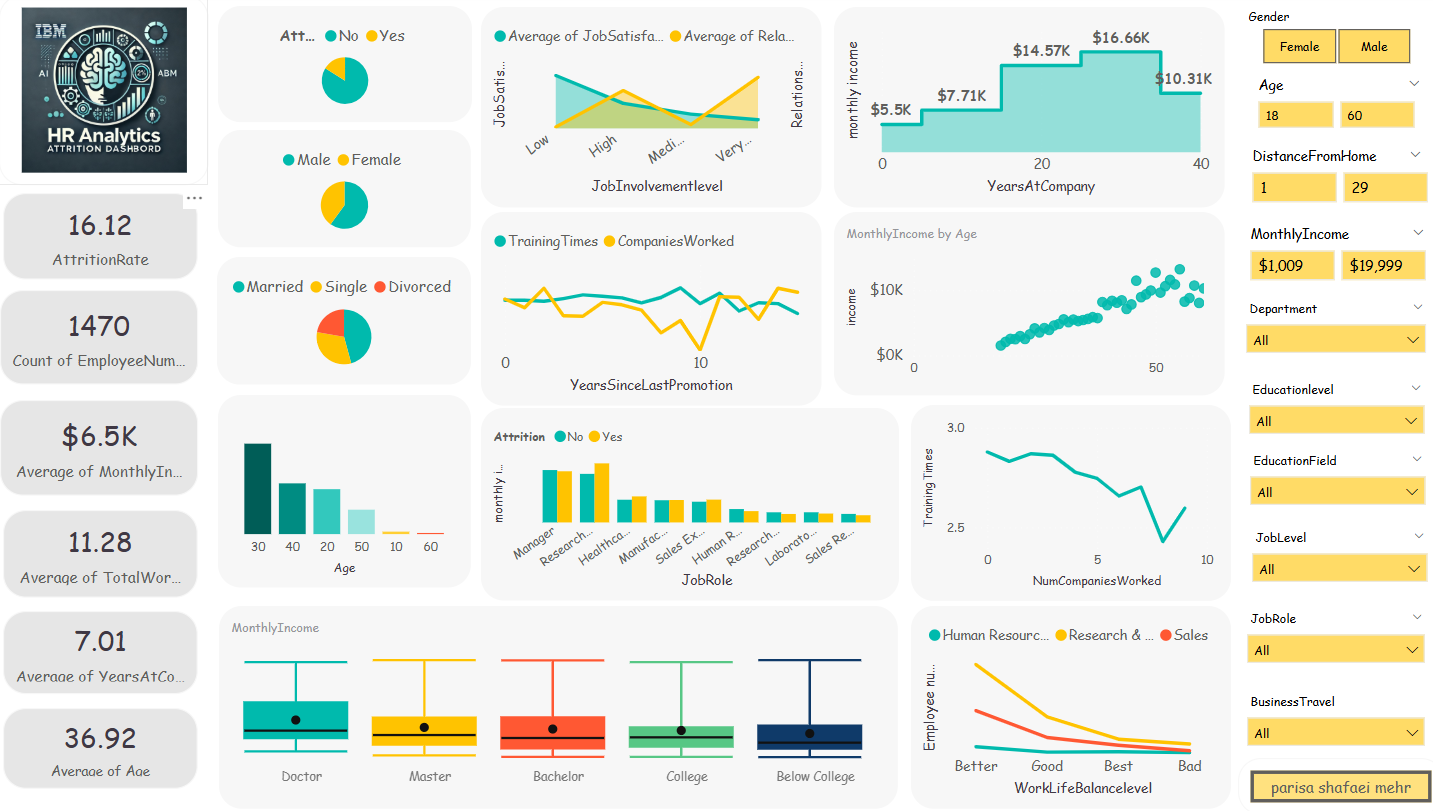 IBM
AI
ABM
HR Analytics
ATTRITION DASHBORD
16.12
AttritionRate
1470
Count of EmployeeNum...
$6.5K
Average of MonthlyIn...
11.28
Average of TotalWor...
7.01
Average of YearsAtCo...
36.92
Average of Age
Att... No Yes
Male Female
Married Single Divorced
30 40 20 50 10 60
Age
Average of JobSatisfa... Average of Rela...
JobSatis...
Relations...
Low High Medi... Very...
JobInvolvementlevel
monthly income
$5.5K $7.71K $14.57K $16.66K $10.31K
0 20 40
YearsAtCompany
TrainingTimes CompaniesWorked
0 10
YearsSinceLastPromotion
MonthlyIncome by Age
income
$10K
$0K
0 50
Attrition No Yes
monthly i...
Manager Research... Healthca... Manufac... Sales Ex... Human R... Research... Laborato... Sales Re...
JobRole
Training Times
3.0
2.5
0 5 10
NumCompaniesWorked
MonthlyIncome
Doctor Master Bachelor College Below College
Human Resourc... Research & ... Sales
Employee nu...
Better Good Best Bad
WorkLifeBalancelevel
Gender
Female Male
Age
18 60
DistanceFromHome
1 29
MonthlyIncome
$1,009 $19,999
Department
All
Educationlevel
All
EducationField
All
JobLevel
All
JobRole
All
BusinessTravel
All
parisa shafaei mehr